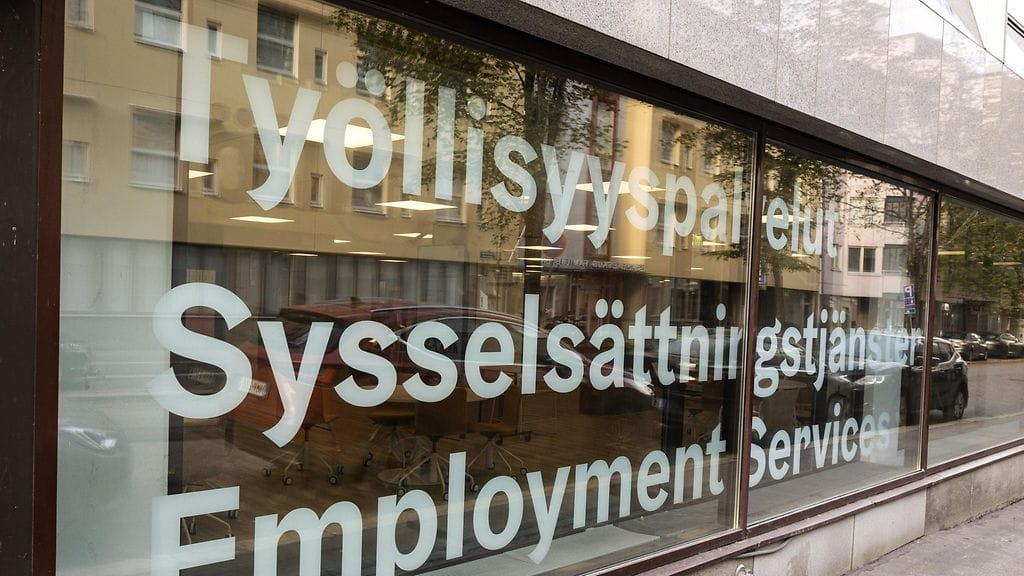 Työllisyyspalvelut
Sysselsättningstjänster
Employment Services